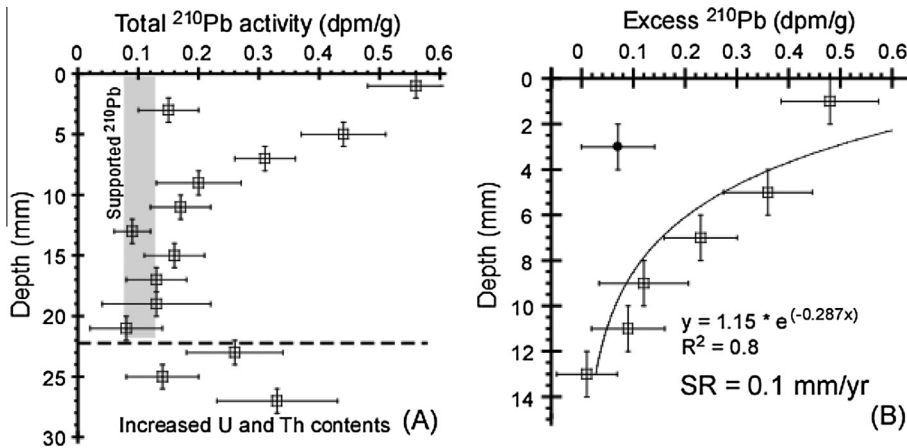 Total ²¹⁰Pb activity (dpm/g)
0 0.1 0.2 0.3 0.4 0.5 0.6
0
5
10
15
20
25
30
Depth (mm)
Supported ²¹⁰Pb
Increased U and Th contents
(A)
Excess ²¹⁰Pb (dpm/g)
0 0.1 0.2 0.3 0.4 0.5 0.6
0
2
4
6
8
10
12
14
Depth (mm)
y = 1.15 * e^(-0.287x)
R² = 0.8
SR = 0.1 mm/yr
(B)